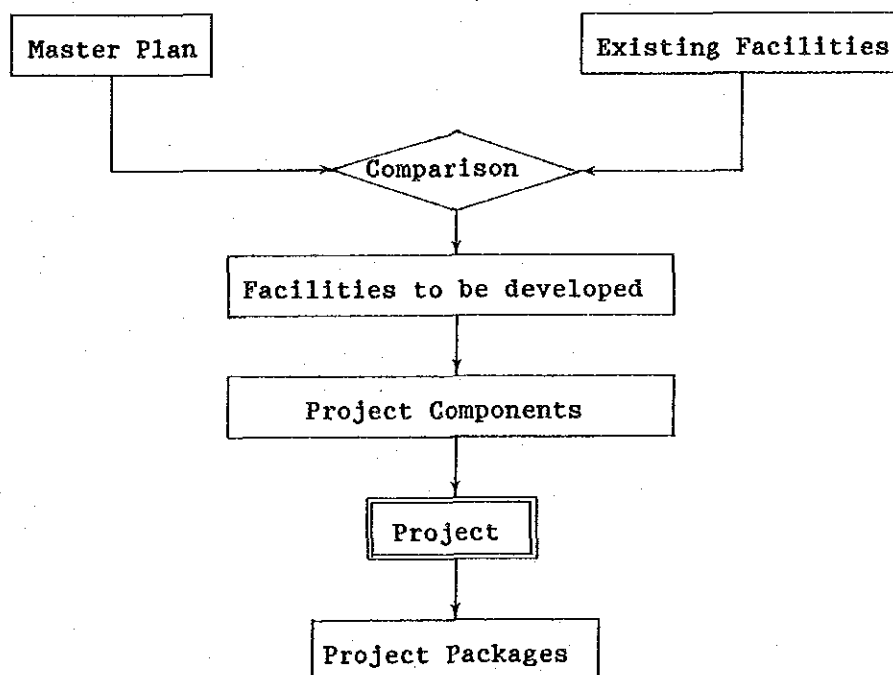 Master Plan
Existing Facilities
Comparison
Facilities to be developed
Project Components
Project
Project Packages